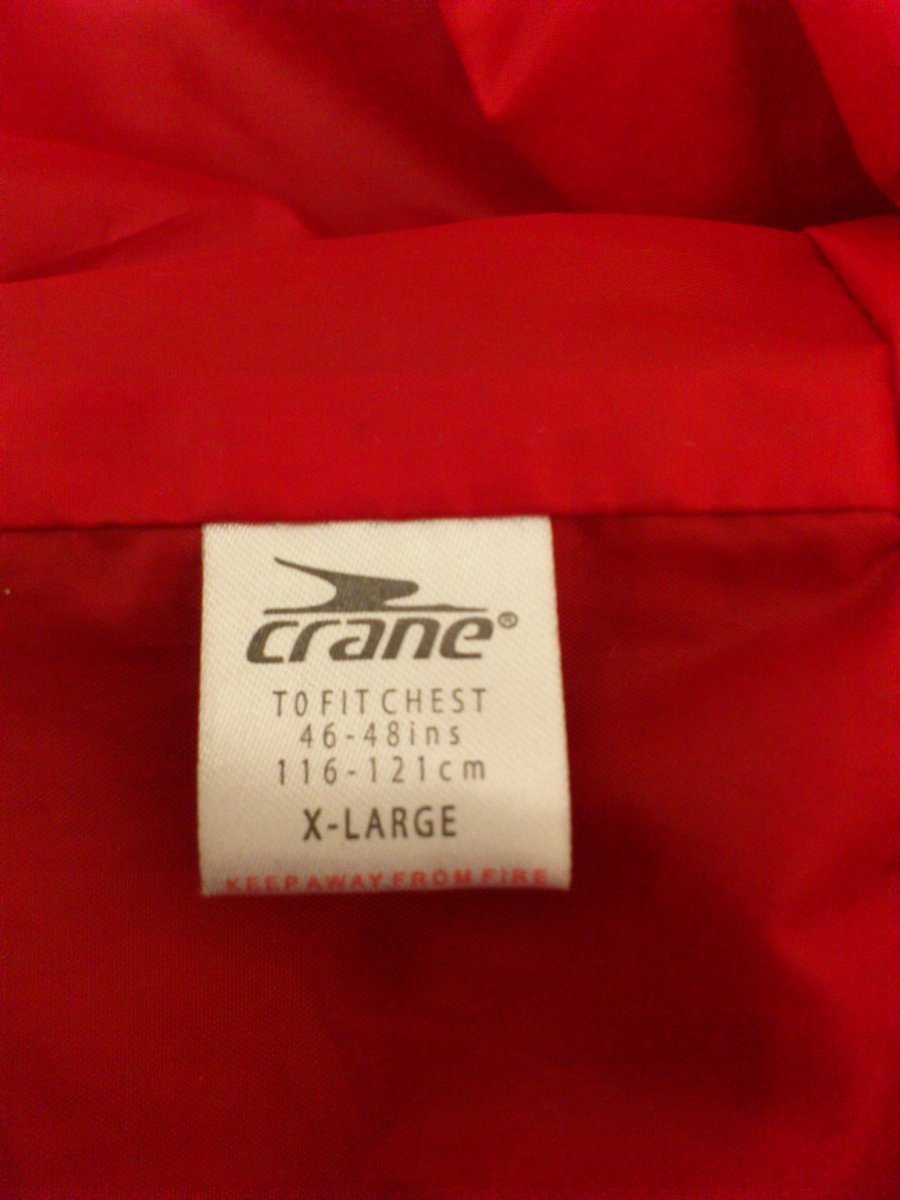 crane®
TO FIT CHEST
46-48ins
116-121cm
X-LARGE
KEEP AWAY FROM FIRE